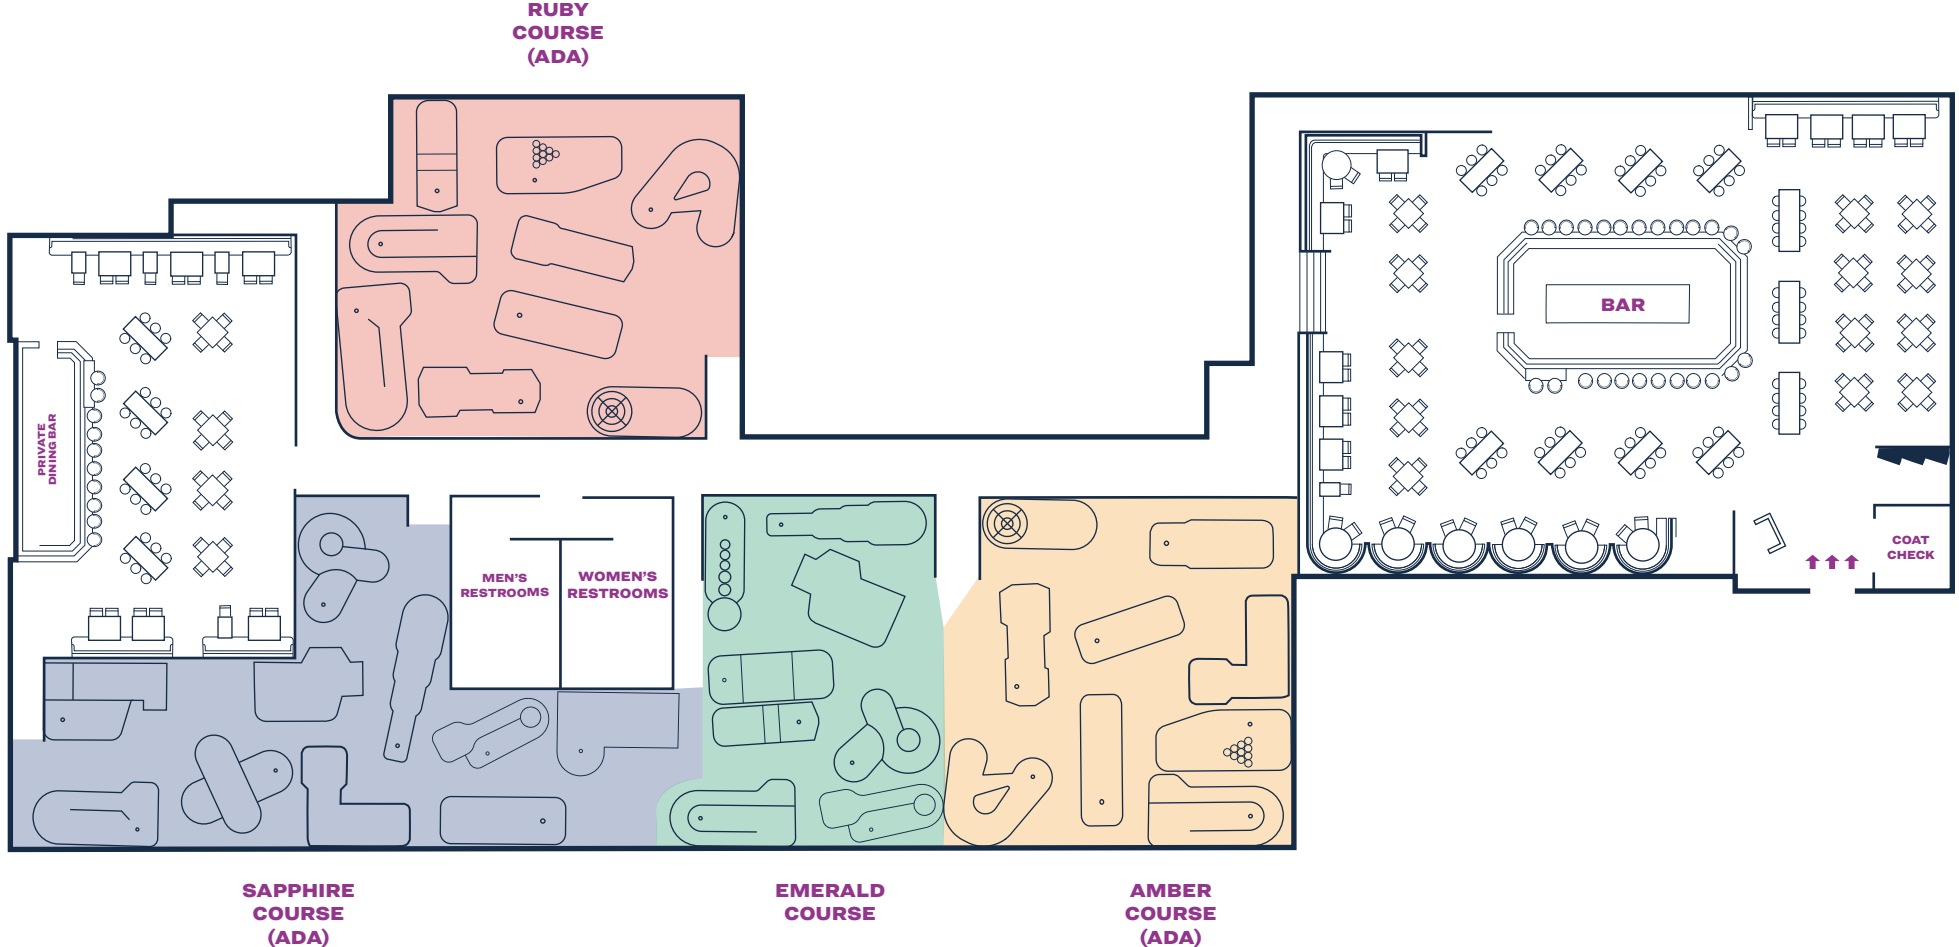 RUBY
COURSE
(ADA)
BAR
PRIVATE
DINING BAR
MEN'S
RESTROOMS
WOMEN'S
RESTROOMS
COAT
CHECK
SAPPHIRE
COURSE
(ADA)
EMERALD
COURSE
AMBER
COURSE
(ADA)